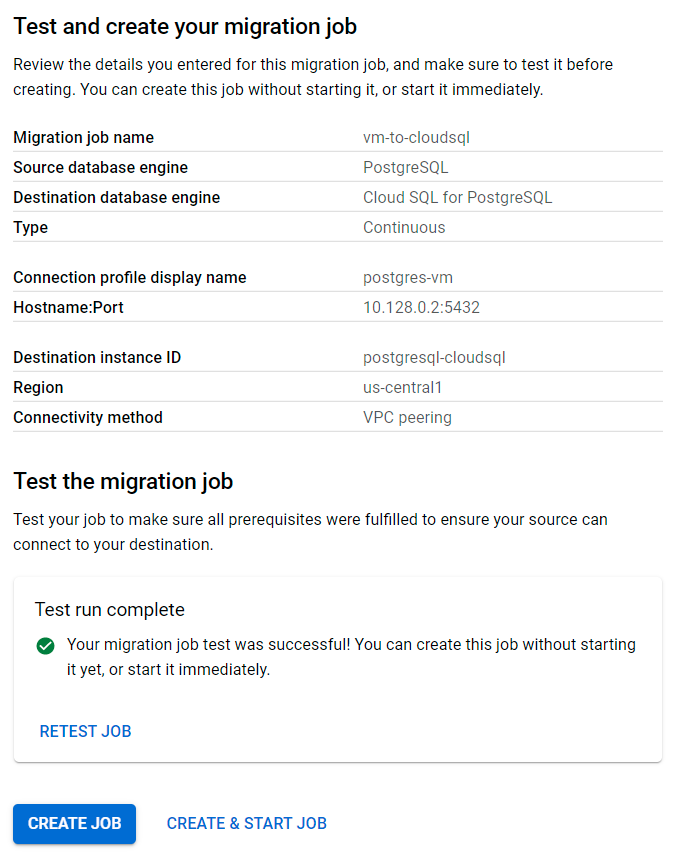 Test and create your migration job
Review the details you entered for this migration job, and make sure to test it before
creating. You can create this job without starting it, or start it immediately.
Migration job name vm-to-cloudsql
Source database engine PostgreSQL
Destination database engine Cloud SQL for PostgreSQL
Type Continuous
Connection profile display name postgres-vm
Hostname:Port 10.128.0.2:5432
Destination instance ID postgresql-cloudsql
Region us-central1
Connectivity method VPC peering
Test the migration job
Test your job to make sure all prerequisites were fulfilled to ensure your source can
connect to your destination.
Test run complete
Your migration job test was successful! You can create this job without starting
it yet, or start it immediately.
RETEST JOB
CREATE JOB CREATE & START JOB